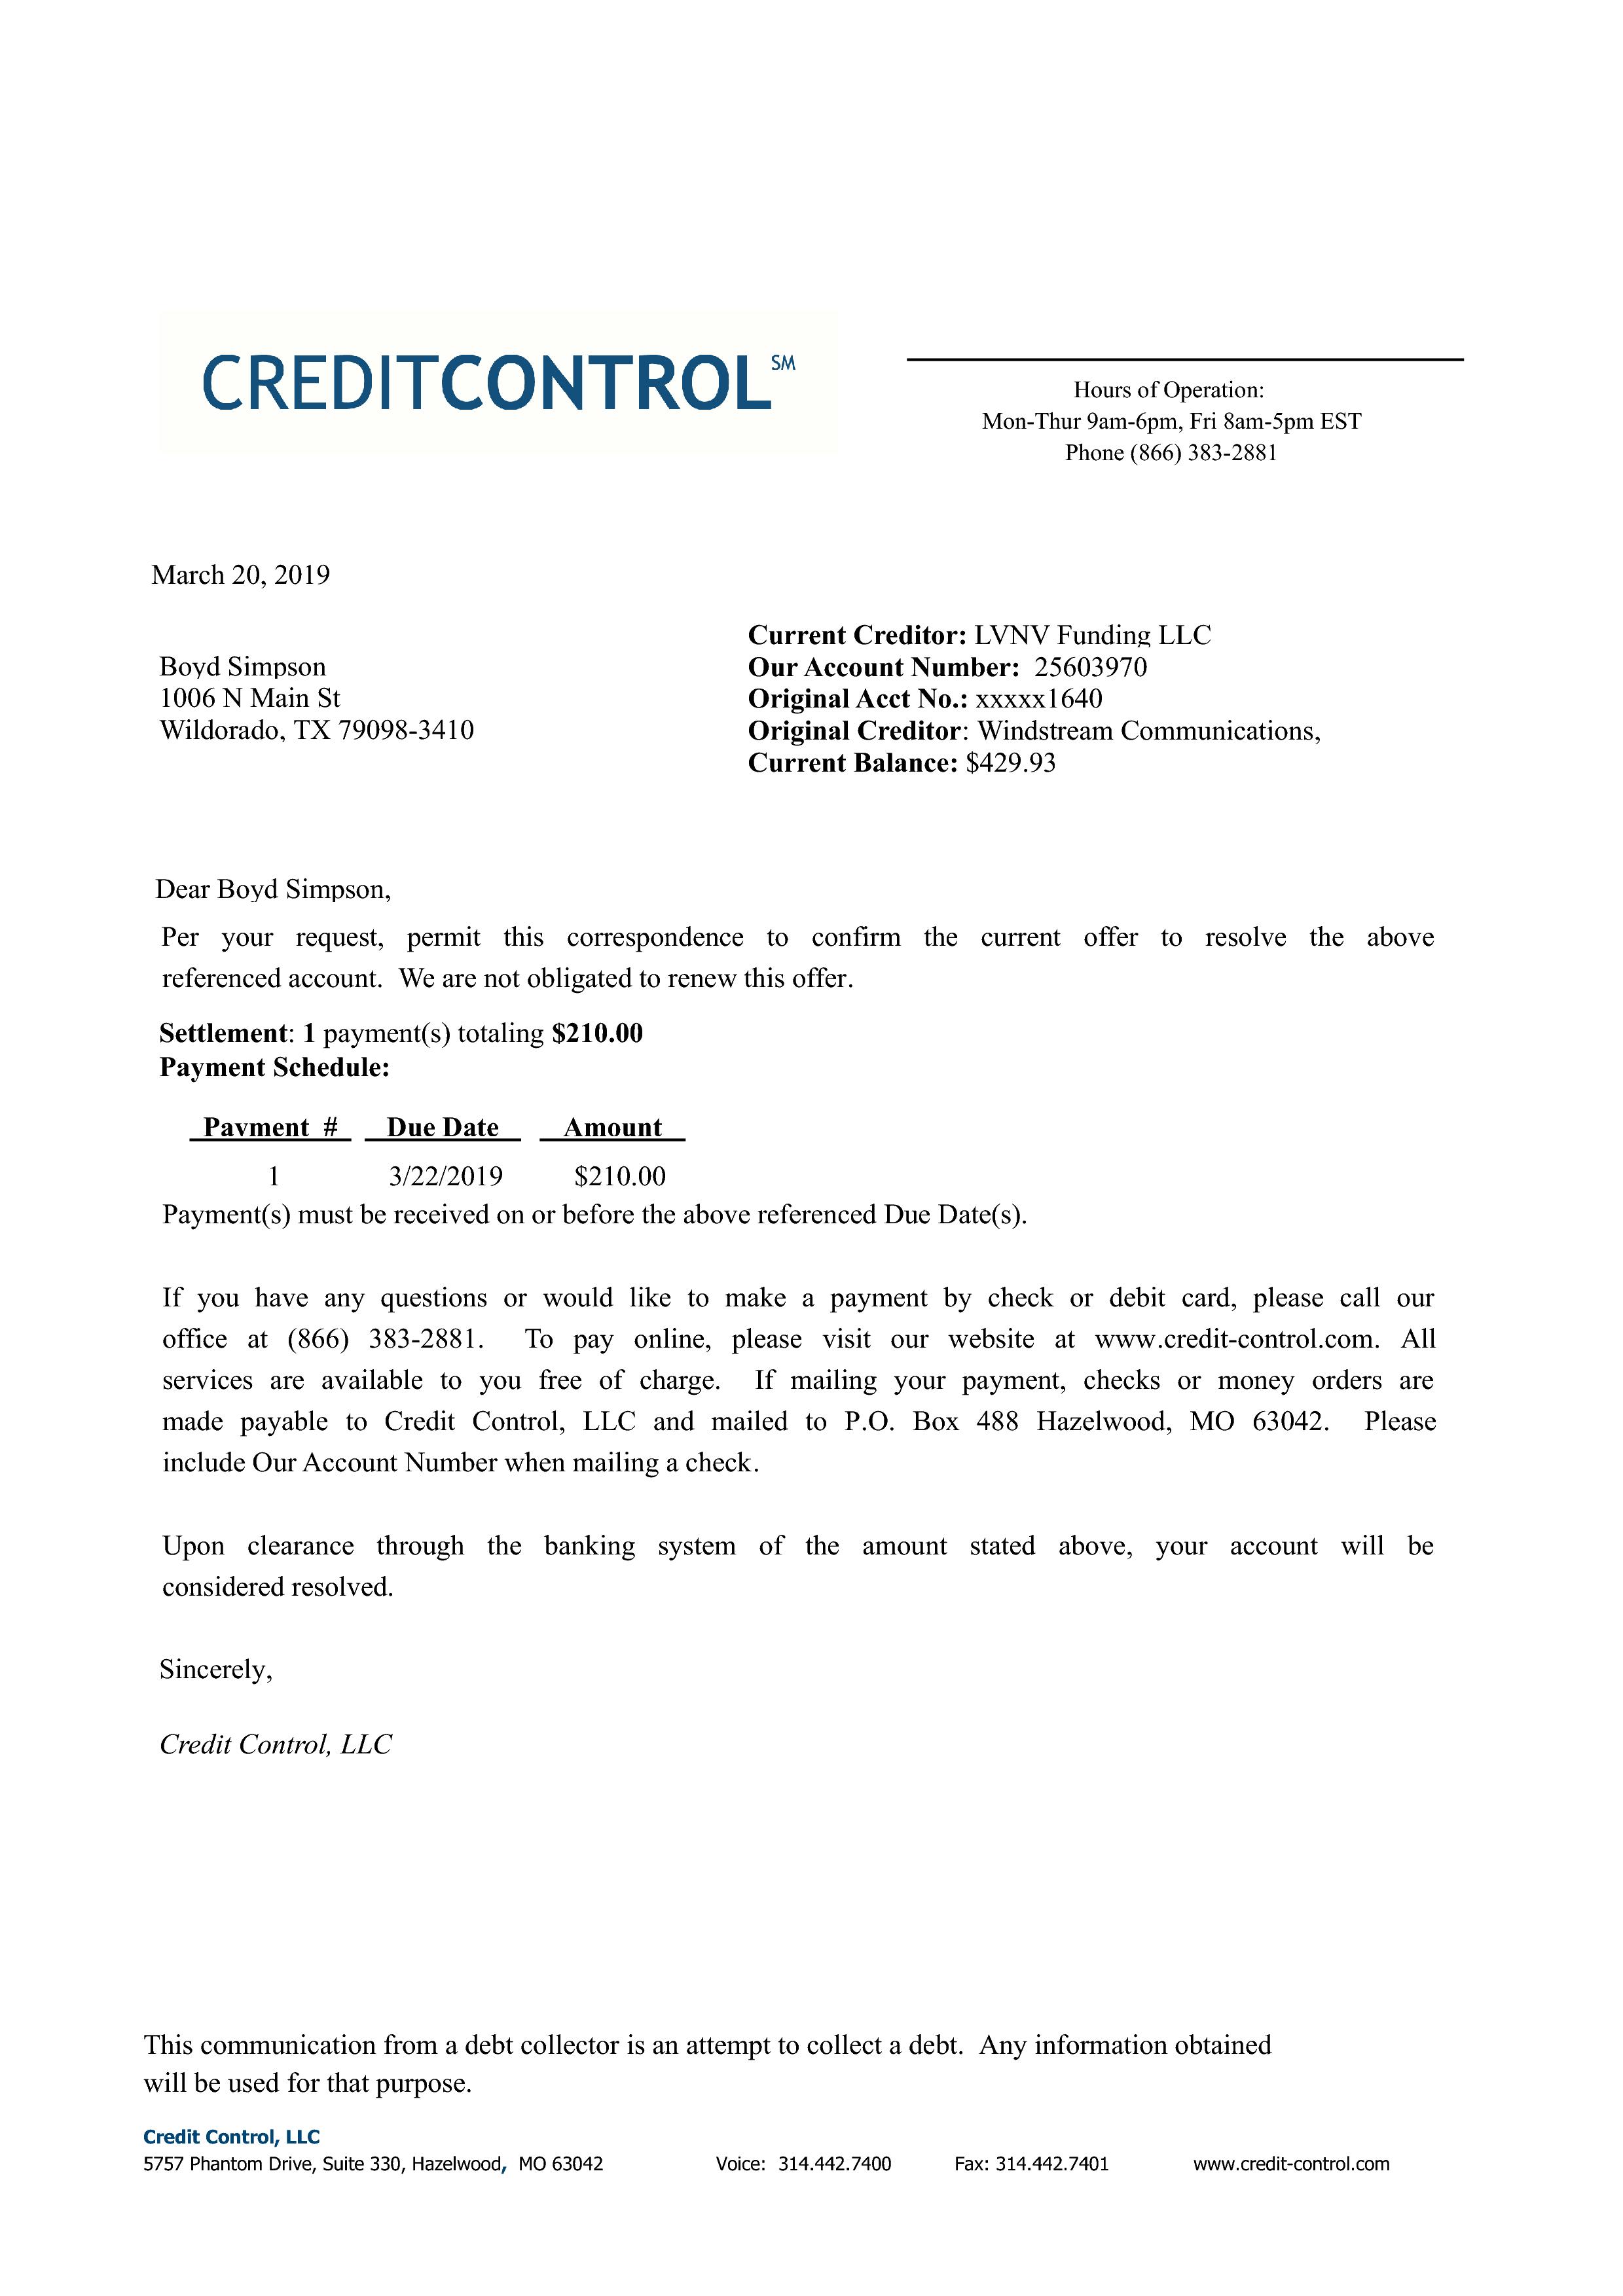 CREDITCONTROL SM
Hours of Operation:
Mon-Thur 9am-6pm, Fri 8am-5pm EST
Phone (866) 383-2881
March 20, 2019
Boyd Simpson
1006 N Main St
Wildorado, TX 79098-3410
Current Creditor: LVNV Funding LLC
Our Account Number: 25603970
Original Acct No.: xxxxx1640
Original Creditor: Windstream Communications,
Current Balance: $429.93
Dear Boyd Simpson,
Per your request, permit this correspondence to confirm the current offer to resolve the above
referenced account. We are not obligated to renew this offer.
Settlement: 1 payment(s) totaling $210.00
Payment Schedule:
Payment # Due Date Amount
1 3/22/2019 $210.00
Payment(s) must be received on or before the above referenced Due Date(s).
If you have any questions or would like to make a payment by check or debit card, please call our
office at (866) 383-2881. To pay online, please visit our website at www.credit-control.com. All
services are available to you free of charge. If mailing your payment, checks or money orders are
made payable to Credit Control, LLC and mailed to P.O. Box 488 Hazelwood, MO 63042. Please
include Our Account Number when mailing a check.
Upon clearance through the banking system of the amount stated above, your account will be
considered resolved.
Sincerely,
Credit Control, LLC
This communication from a debt collector is an attempt to collect a debt. Any information obtained
will be used for that purpose.
Credit Control, LLC
5757 Phantom Drive, Suite 330, Hazelwood, MO 63042 Voice: 314.442.7400 Fax: 314.442.7401 www.credit-control.com